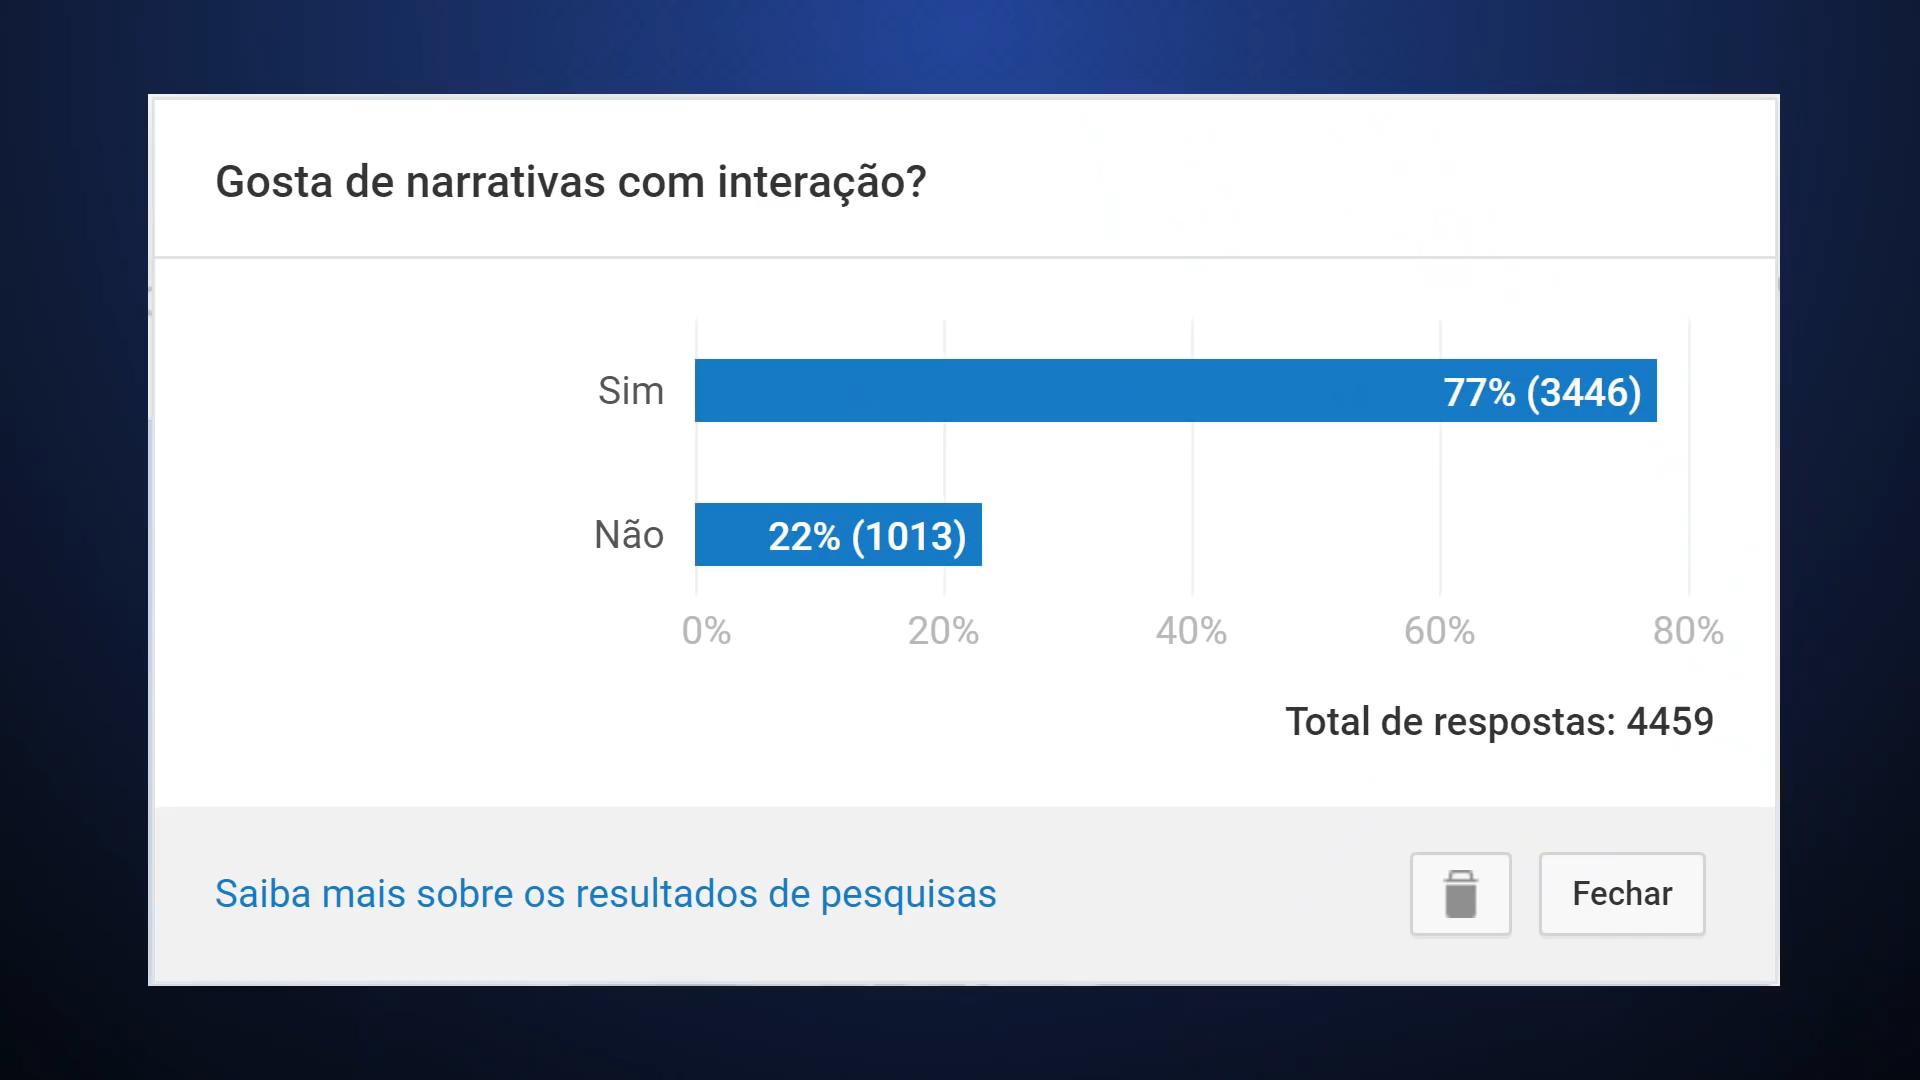 Gosta de narrativas com interação?
Sim
77% (3446)
Não
22% (1013)
0%
20%
40%
60%
80%
Total de respostas: 4459
Saiba mais sobre os resultados de pesquisas
Fechar